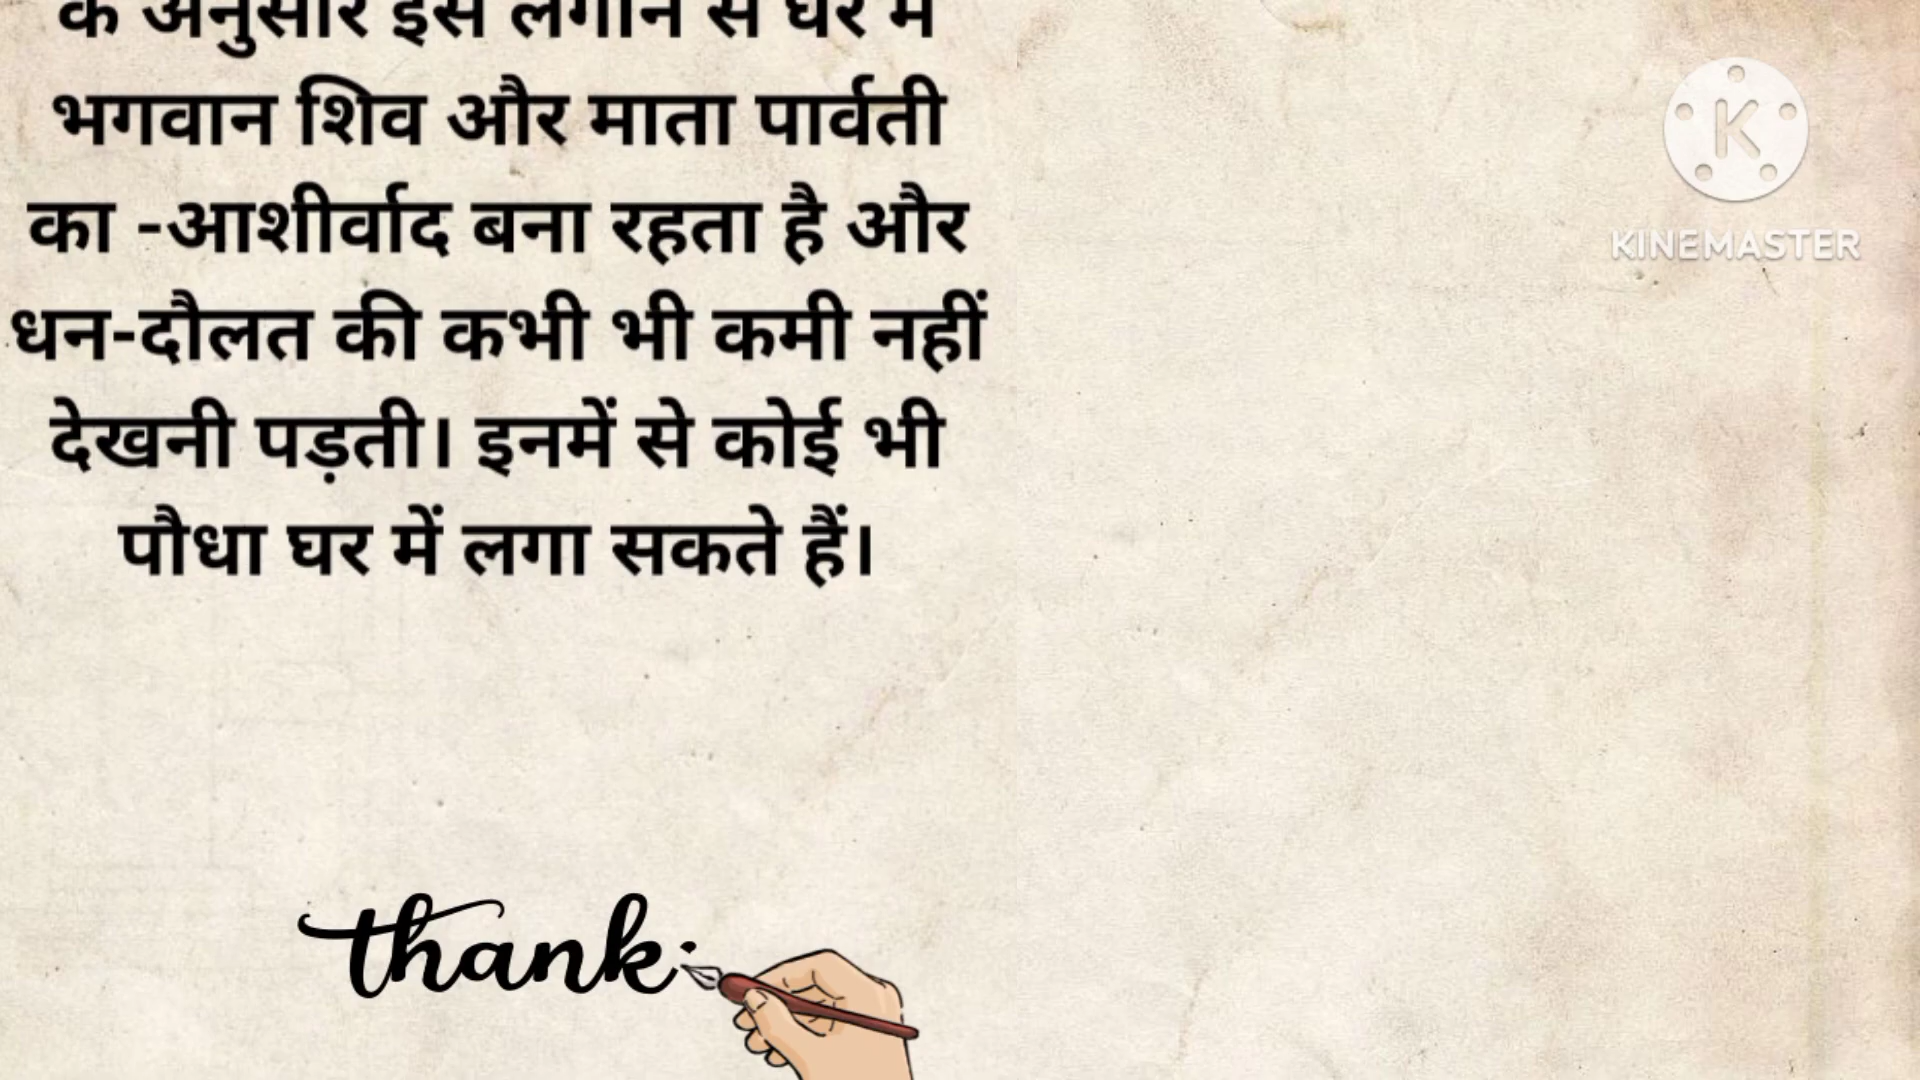 के अनुसार इसे लगाने से घर में
भगवान शिव और माता पार्वती
का -आशीर्वाद बना रहता है और
धन-दौलत की कभी भी कमी नहीं
देखनी पड़ती। इनमें से कोई भी
पौधा घर में लगा सकते हैं।
thank
K
KINEMASTER